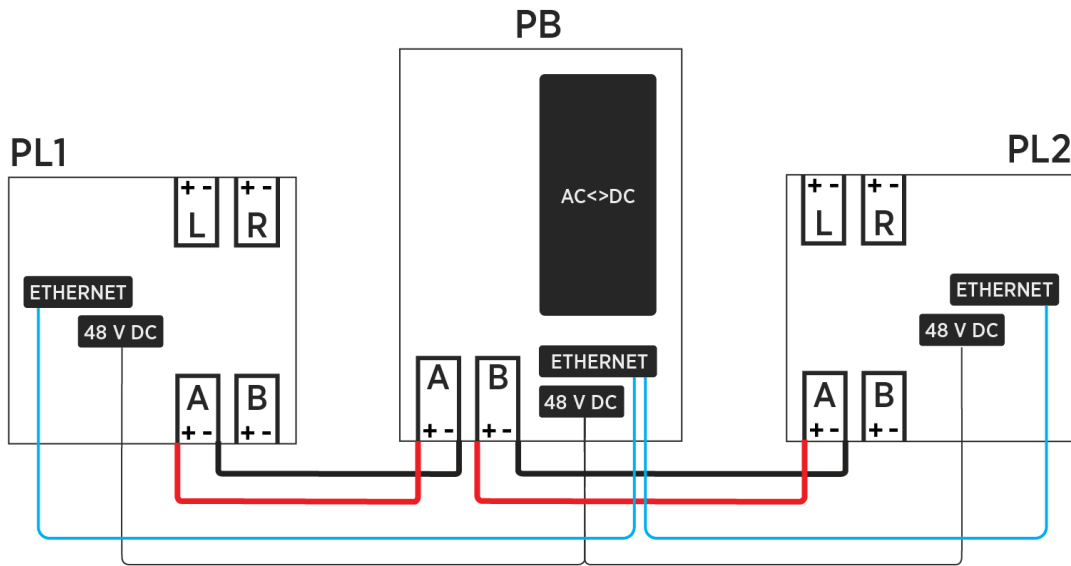 PB
PL1
PL2
+ - + -
L R
AC<>DC
+ - + -
L R
ETHERNET
48 V DC
ETHERNET
48 V DC
A B
+ - + -
ETHERNET
48 V DC
A B
+ - + -
A B
+ - + -